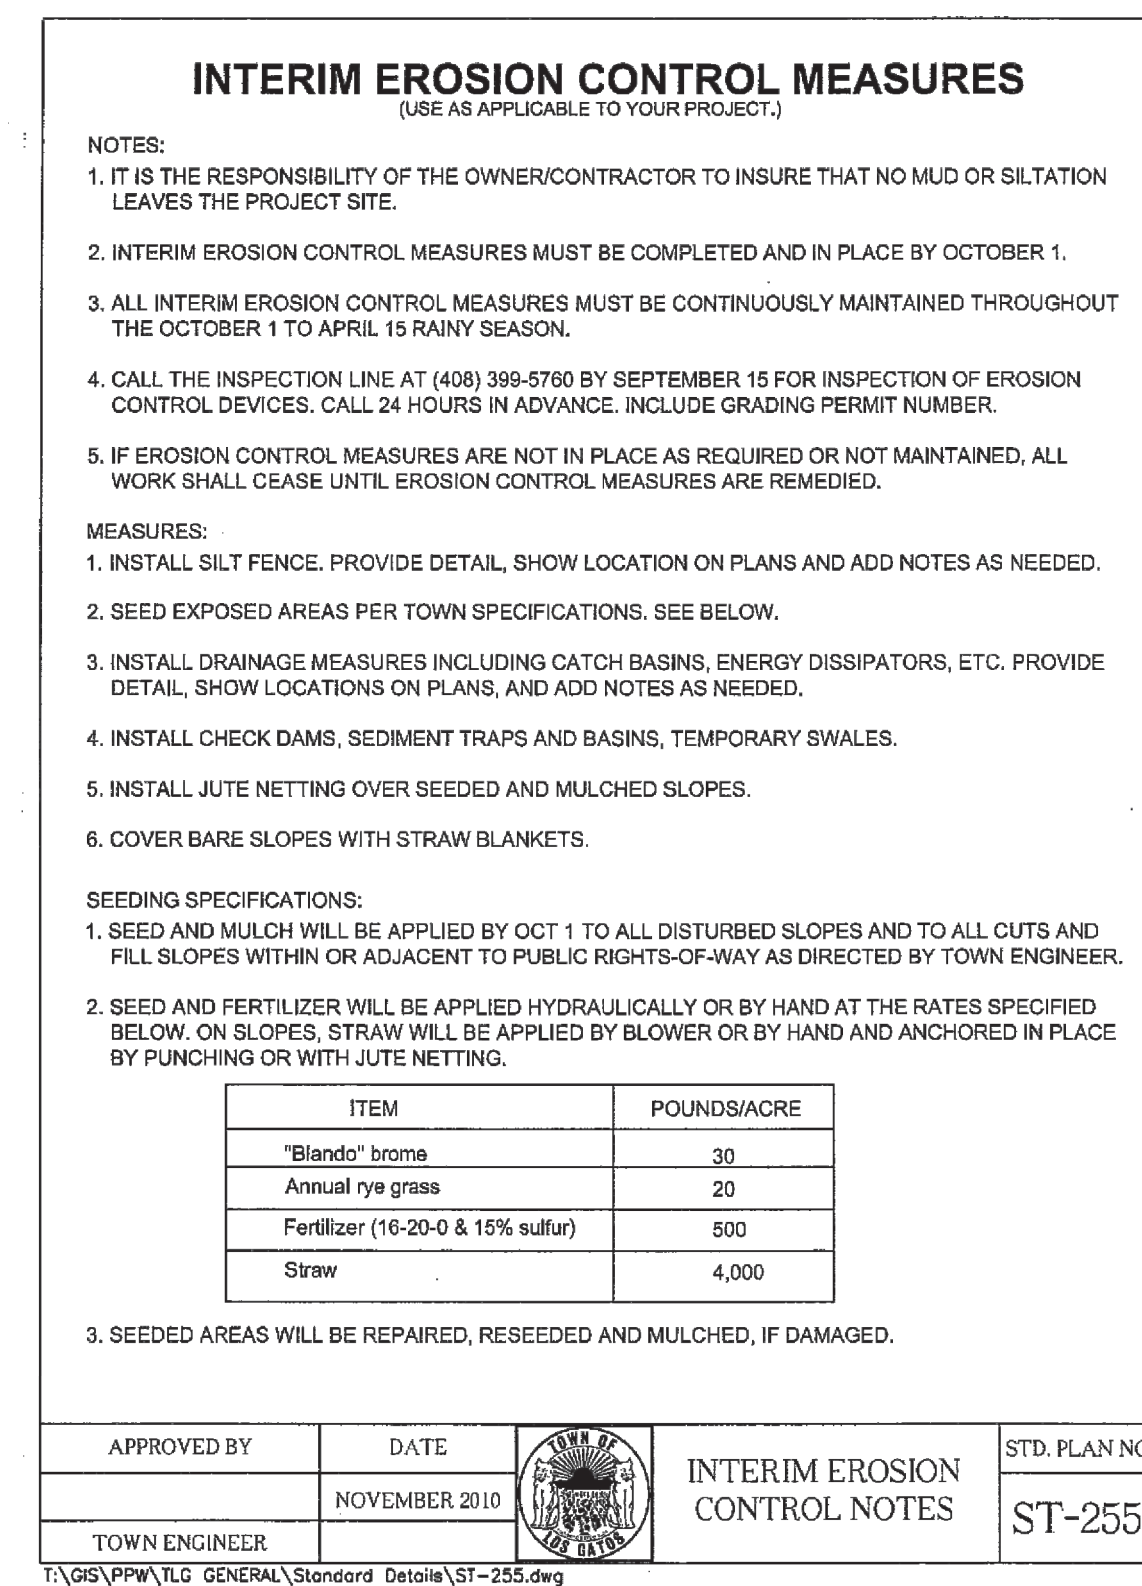 INTERIM EROSION CONTROL MEASURES
(USE AS APPLICABLE TO YOUR PROJECT.)
NOTES:
1. IT IS THE RESPONSIBILITY OF THE OWNER/CONTRACTOR TO INSURE THAT NO MUD OR SILTATION
LEAVES THE PROJECT SITE.
2. INTERIM EROSION CONTROL MEASURES MUST BE COMPLETED AND IN PLACE BY OCTOBER 1.
3. ALL INTERIM EROSION CONTROL MEASURES MUST BE CONTINUOUSLY MAINTAINED THROUGHOUT
THE OCTOBER 1 TO APRIL 15 RAINY SEASON.
4. CALL THE INSPECTION LINE AT (408) 399-5760 BY SEPTEMBER 15 FOR INSPECTION OF EROSION
CONTROL DEVICES. CALL 24 HOURS IN ADVANCE. INCLUDE GRADING PERMIT NUMBER.
5. IF EROSION CONTROL MEASURES ARE NOT IN PLACE AS REQUIRED OR NOT MAINTAINED, ALL
WORK SHALL CEASE UNTIL EROSION CONTROL MEASURES ARE REMEDIED.
MEASURES:
1. INSTALL SILT FENCE. PROVIDE DETAIL, SHOW LOCATION ON PLANS AND ADD NOTES AS NEEDED.
2. SEED EXPOSED AREAS PER TOWN SPECIFICATIONS. SEE BELOW.
3. INSTALL DRAINAGE MEASURES INCLUDING CATCH BASINS, ENERGY DISSIPATORS, ETC. PROVIDE
DETAIL, SHOW LOCATIONS ON PLANS, AND ADD NOTES AS NEEDED.
4. INSTALL CHECK DAMS, SEDIMENT TRAPS AND BASINS, TEMPORARY SWALES.
5. INSTALL JUTE NETTING OVER SEEDED AND MULCHED SLOPES.
6. COVER BARE SLOPES WITH STRAW BLANKETS.
SEEDING SPECIFICATIONS:
1. SEED AND MULCH WILL BE APPLIED BY OCT 1 TO ALL DISTURBED SLOPES AND TO ALL CUTS AND
FILL SLOPES WITHIN OR ADJACENT TO PUBLIC RIGHTS-OF-WAY AS DIRECTED BY TOWN ENGINEER.
2. SEED AND FERTILIZER WILL BE APPLIED HYDRAULICALLY OR BY HAND AT THE RATES SPECIFIED
BELOW. ON SLOPES, STRAW WILL BE APPLIED BY BLOWER OR BY HAND AND ANCHORED IN PLACE
BY PUNCHING OR WITH JUTE NETTING.
ITEM POUNDS/ACRE
"Blando" brome 30
Annual rye grass 20
Fertilizer (16-20-0 & 15% sulfur) 500
Straw 4,000
3. SEEDED AREAS WILL BE REPAIRED, RESEEDED AND MULCHED, IF DAMAGED.
APPROVED BY
TOWN ENGINEER
DATE
NOVEMBER 2010
TOWN OF
LOS GATOS
INTERIM EROSION
CONTROL NOTES
STD. PLAN NO
ST-255
T:\GIS\PPW\TLG GENERAL\Standard Details\ST-255.dwg